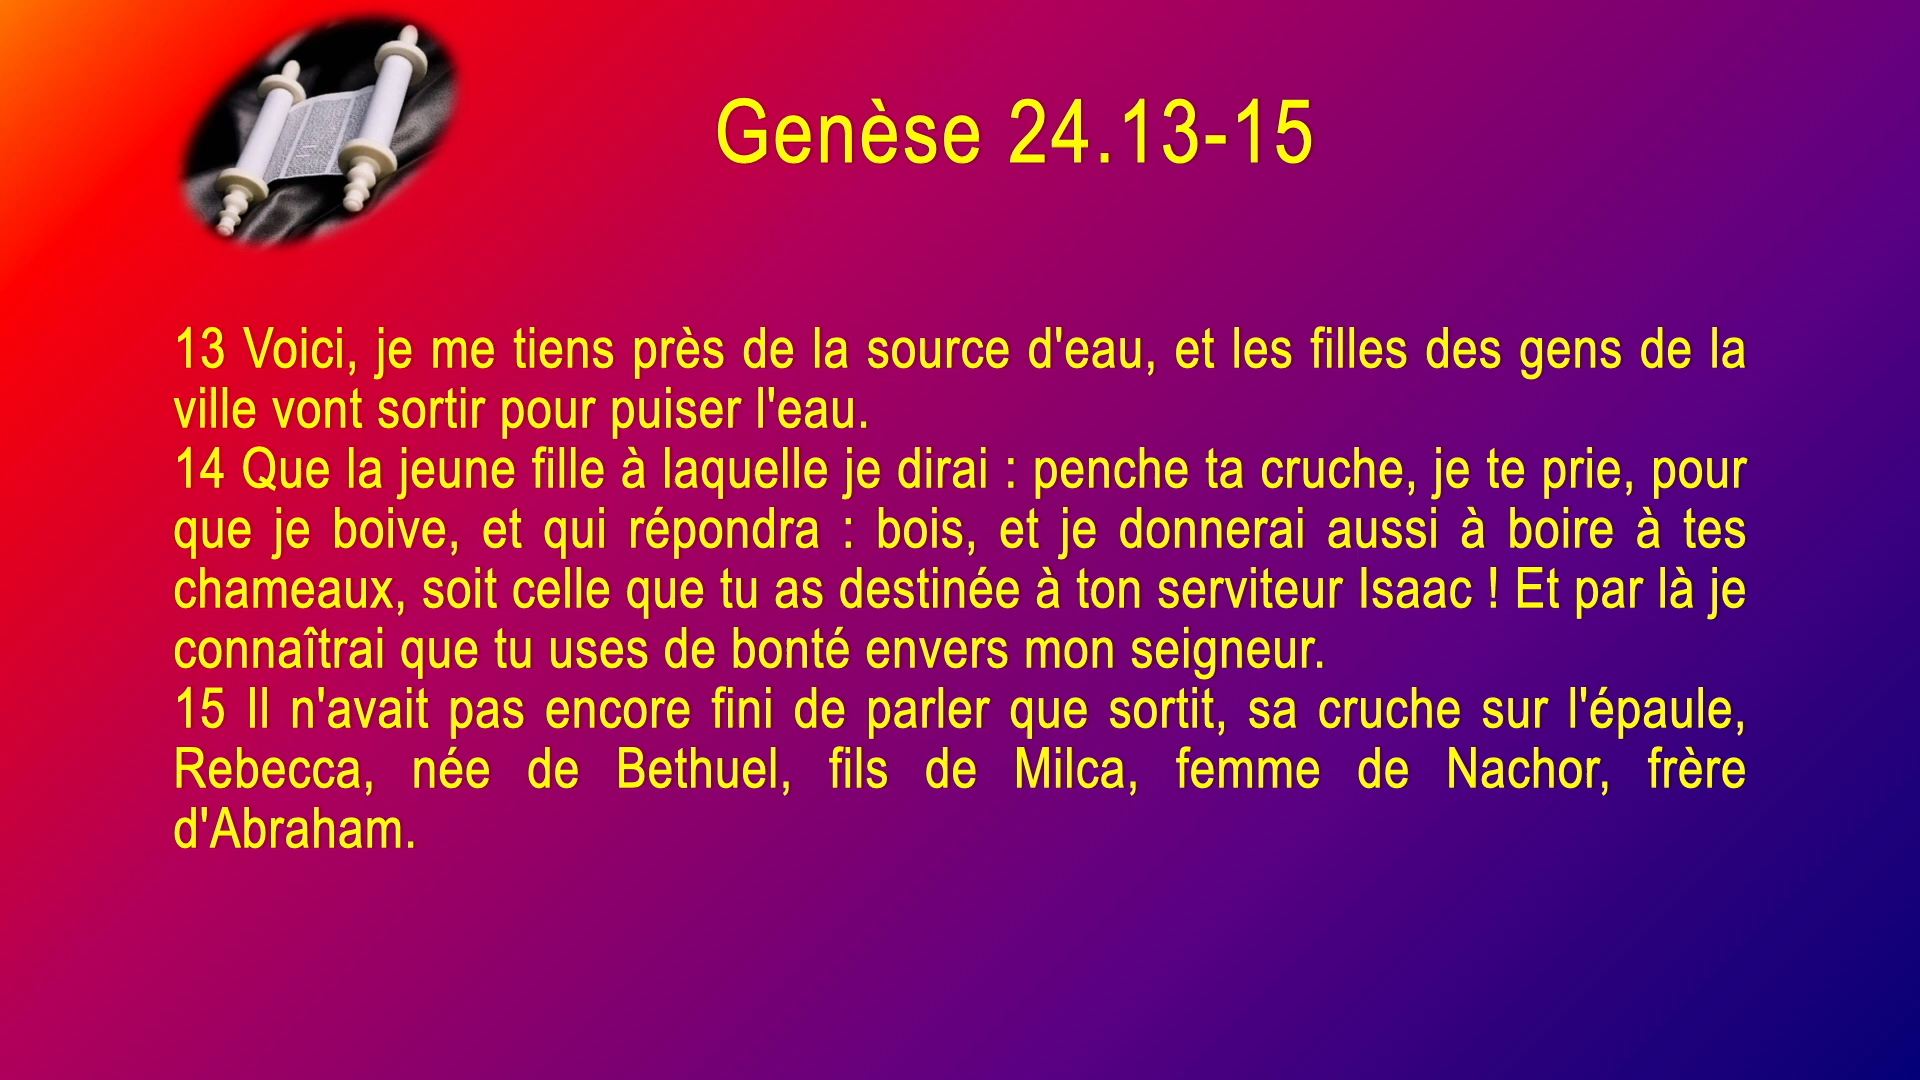 Genèse 24.13-15
13 Voici, je me tiens près de la source d'eau, et les filles des gens de la
ville vont sortir pour puiser l'eau.
14 Que la jeune fille à laquelle je dirai : penche ta cruche, je te prie, pour
que je boive, et qui répondra : bois, et je donnerai aussi à boire à tes
chameaux, soit celle que tu as destinée à ton serviteur Isaac ! Et par là je
connaîtrai que tu uses de bonté envers mon seigneur.
15 Il n'avait pas encore fini de parler que sortit, sa cruche sur l'épaule,
Rebecca, née de Bethuel, fils de Milca, femme de Nachor, frère
d'Abraham.